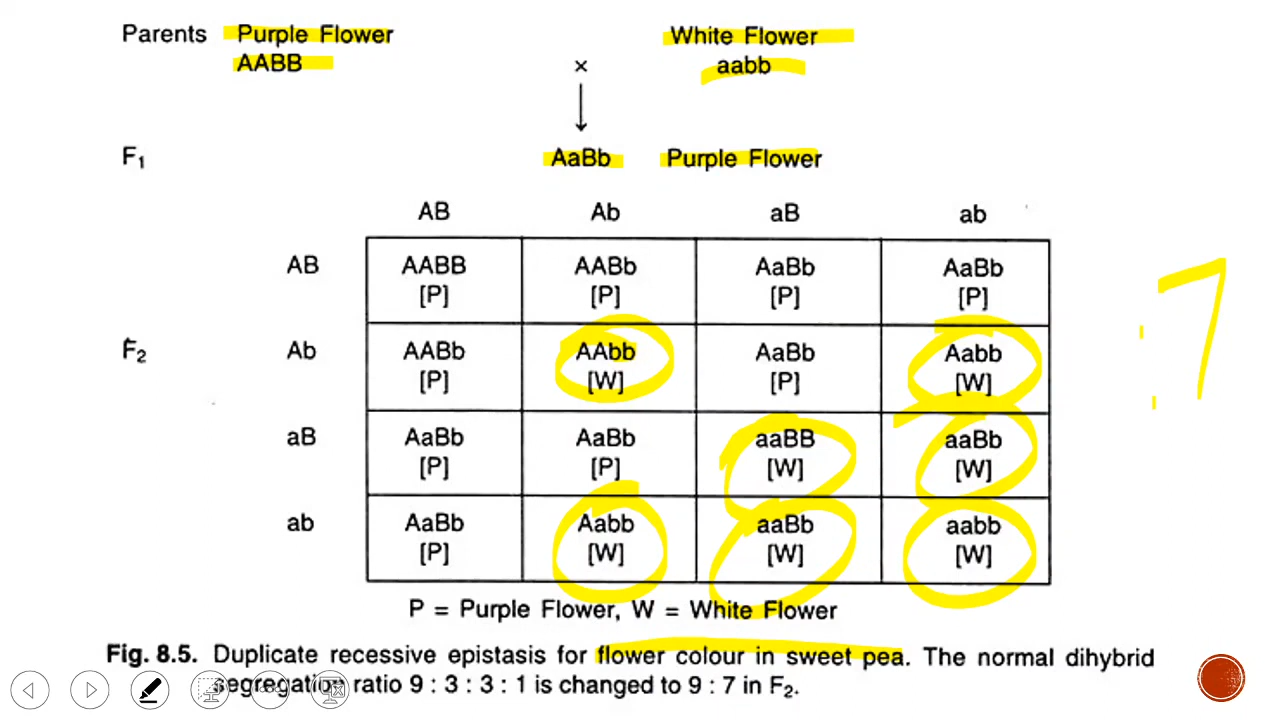 Parents Purple Flower White Flower
AABB × aabb
F₁ AaBb Purple Flower
AB Ab aB ab
AB AABB AABb AaBb AaBb
[P] [P] [P] [P]
F₂ Ab AABb AAbb AaBb Aabb
[P] [W] [P] [W]
aB AaBb AaBb aaBB aaBb
[P] [P] [W] [W]
ab AaBb Aabb aaBb aabb
[P] [W] [W] [W]
: 7
P = Purple Flower, W = White Flower
Fig. 8.5. Duplicate recessive epistasis for flower colour in sweet pea. The normal dihybrid
segregation ratio 9 : 3 : 3 : 1 is changed to 9 : 7 in F₂.